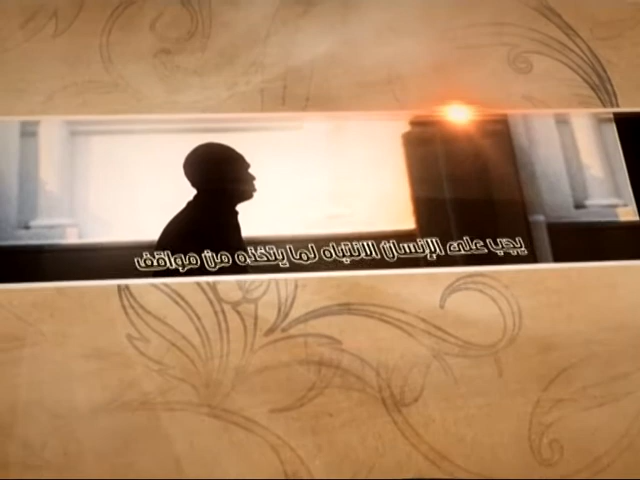 يجب على الإنسان الانتباه لما يتخذه من مواقف